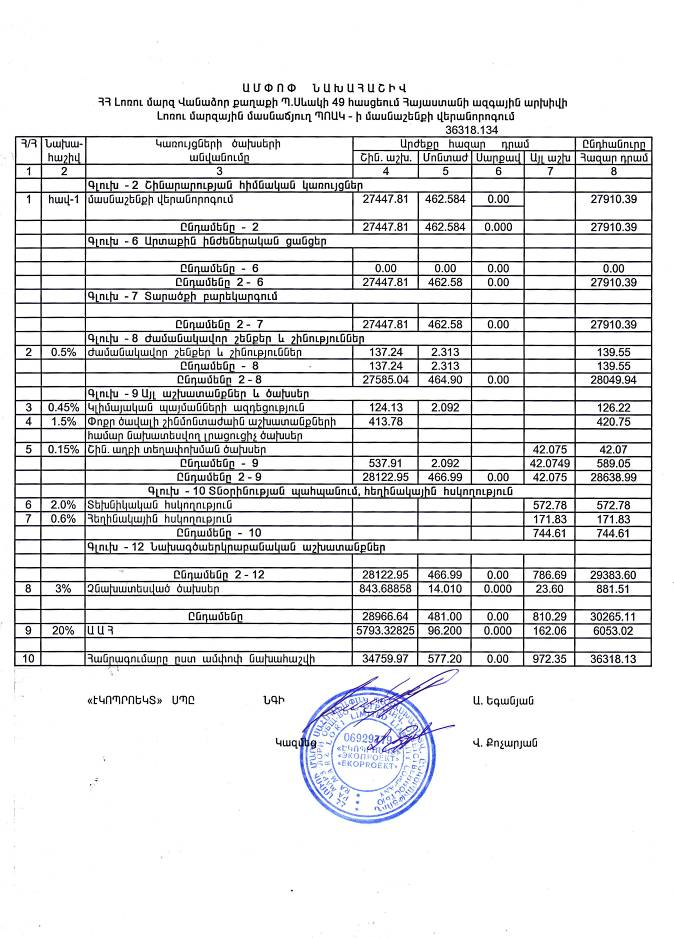 ԱՄՓՈՓ ՆԱԽԱՀԱՇԻՎ
ՀՀ Լոռու մարզ Վանաձոր քաղաքի Պ.Սևակի 49 հասցեում Հայաստանի ազգային արխիվի
Լոռու մարզային մասնաճյուղ ՊՈԱԿ - ի մասնաշենքի վերանորոգում
36318.134
Հ/Հ Նախա- Կառույցների ծախսերի Արժեքը հազար դրամ Ընդհանուրը
հաշիվ անվանումը Շին. աշխ. Մոնտաժ Սարքավ Այլ աշխ Հազար դրամ
1 2 3 4 5 6 7 8
Գլուխ - 2 Շինարարության հիմնական կառույցներ
1 հավ-1 մասնաշենքի վերանորոգում 27447.81 462.584 0.00 27910.39
Ընդամենը - 2 27447.81 462.584 0.000 27910.39
Գլուխ - 6 Արտաքին ինժեներական ցանցեր
Ընդամենը - 6 0.00 0.00 0.00 0.00
Ընդամենը 2 - 6 27447.81 462.58 0.00 27910.39
Գլուխ - 7 Տարածքի բարեկարգում
Ընդամենը 2 - 7 27447.81 462.58 0.00 27910.39
Գլուխ - 8 Ժամանակավոր շենքեր և շինություններ
2 0.5% Ժամանակավոր շենքեր և շինություններ 137.24 2.313 139.55
Ընդամենը - 8 137.24 2.313 139.55
Ընդամենը 2 - 8 27585.04 464.90 0.00 28049.94
Գլուխ - 9 Այլ աշխատանքներ և ծախսեր
3 0.45% Կլիմայական պայմանների ազդեցություն 124.13 2.092 126.22
4 1.5% Փոքր ծավալի շինմոնտաժային աշխատանքների 413.78 420.75
համար նախատեսվող լրացուցիչ ծախսեր
5 0.15% Շին. աղբի տեղափոխման ծախսեր 42.075 42.07
Ընդամենը - 9 537.91 2.092 42.0749 589.05
Ընդամենը 2 - 9 28122.95 466.99 0.00 42.075 28638.99
Գլուխ - 10 Տնօրինության պահպանում, հեղինակային հսկողություն
6 2.0% Տեխնիկական հսկողություն 572.78 572.78
7 0.6% Հեղինակային հսկողություն 171.83 171.83
Ընդամենը - 10 744.61 744.61
Գլուխ - 12 Նախագծաերկրաբանական աշխատանքներ
Ընդամենը 2 - 12 28122.95 466.99 0.00 786.69 29383.60
8 3% Չնախատեսված ծախսեր 843.68858 14.010 0.000 23.60 881.51
Ընդամենը 28966.64 481.00 0.00 810.29 30265.11
9 20% ԱԱՀ 5793.32825 96.200 0.000 162.06 6053.02
10 Հանրագումարը ըստ ամփոփ նախահաշվի 34759.97 577.20 0.00 972.35 36318.13
«ԷԿՈՊՐՈԵԿՏ» ՍՊԸ ՆԳԻ Ա. Եգանյան
Կազմեց Վ. Քոչարյան
«ԷԿՈՊՐՈԵԿՏ»
«ЭКОПРОЕКТ»
«EKOPROEKT»